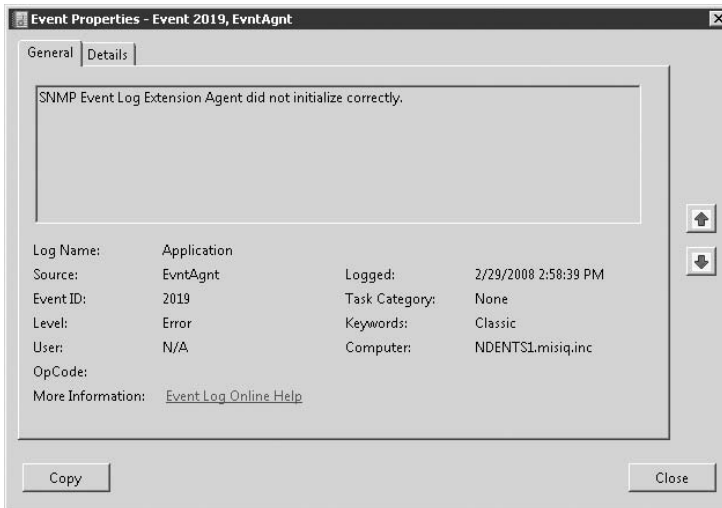 Event Properties - Event 2019, EvntAgnt
General Details
SNMP Event Log Extension Agent did not initialize correctly.
Log Name: Application
Source: EvntAgnt Logged: 2/29/2008 2:58:39 PM
Event ID: 2019 Task Category: None
Level: Error Keywords: Classic
User: N/A Computer: NDENTS1.misiq.inc
OpCode:
More Information: Event Log Online Help
Copy Close